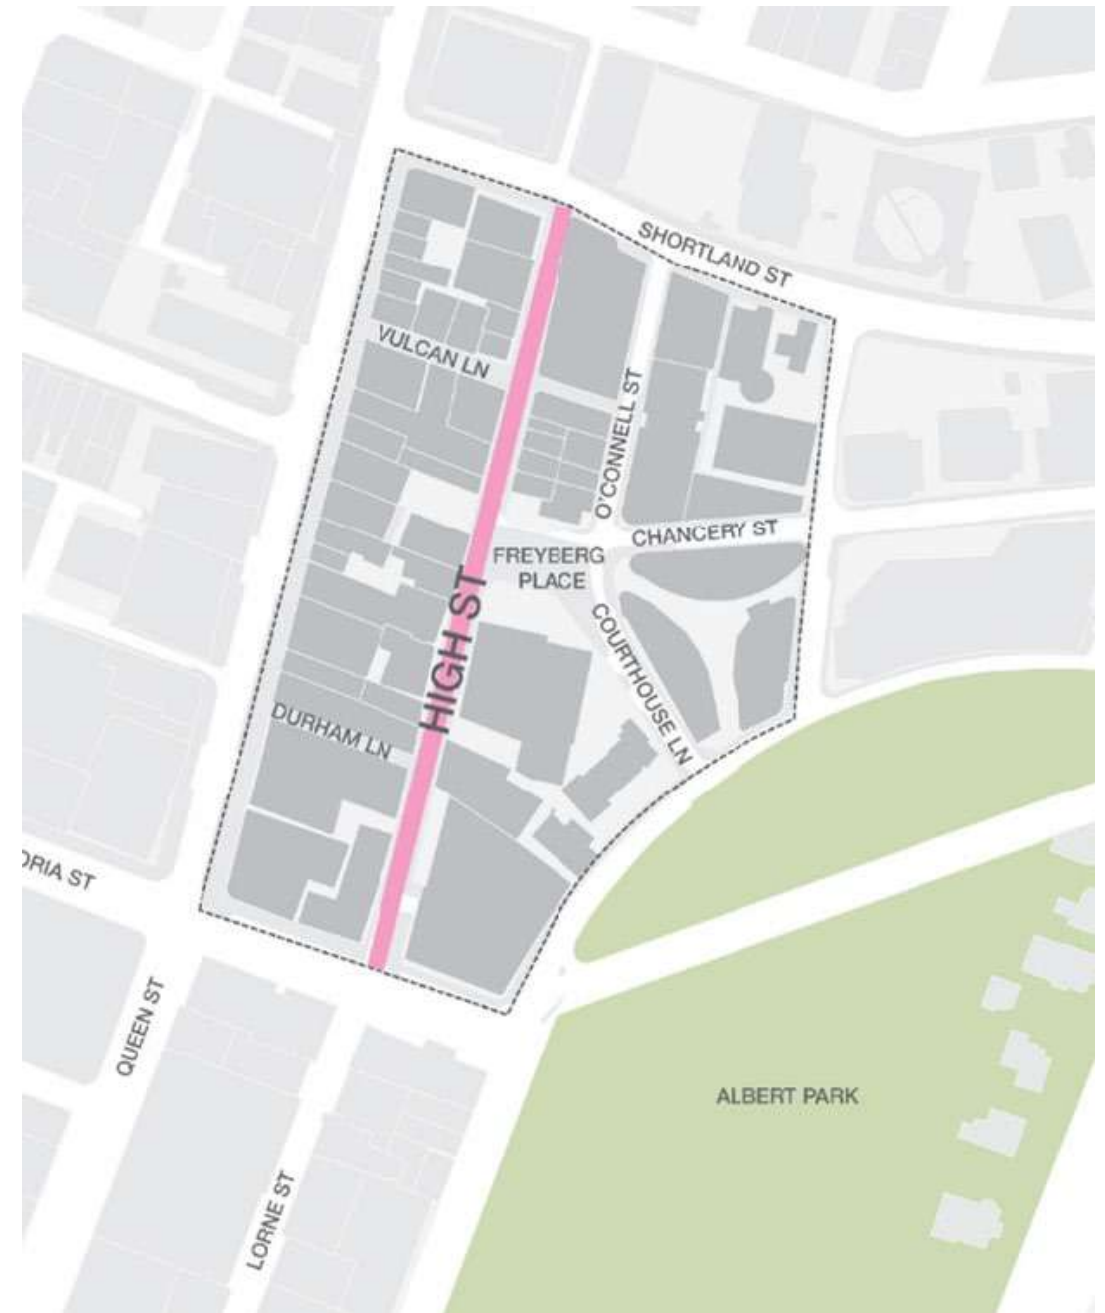 SHORTLAND ST
VULCAN LN
O'CONNELL ST
CHANCERY ST
FREYBERG
PLACE
HIGH ST
COURTHOUSE LN
DURHAM LN
ORIA ST
QUEEN ST
ALBERT PARK
LORNE ST